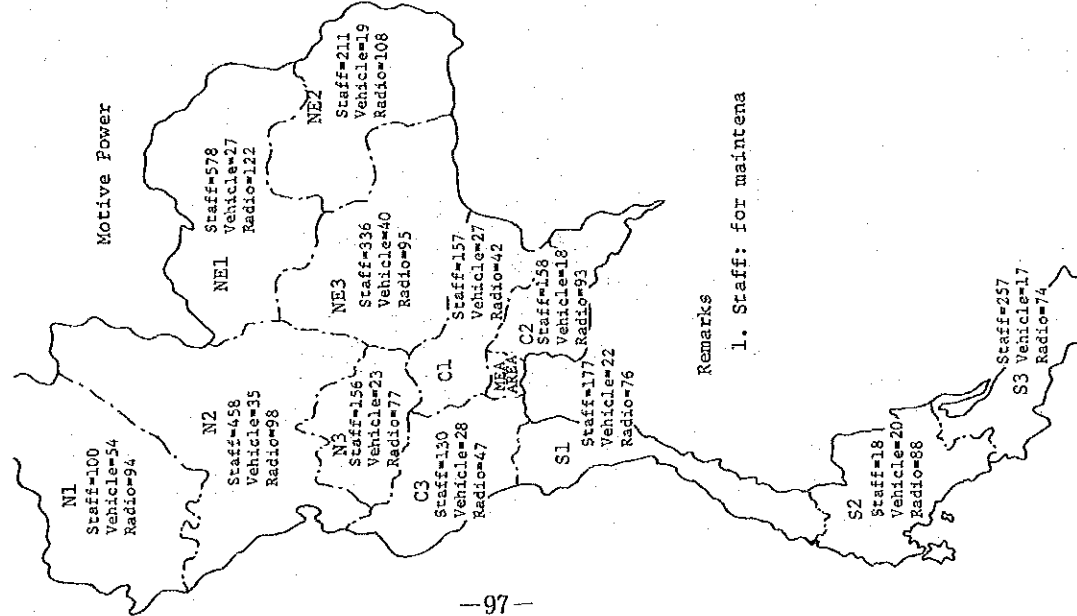 Motive Power
N1
Staff=100
Vehicle=54
Radio=94
N2
Staff=458
Vehicle=35
Radio=98
N3
Staff=156
Vehicle=23
Radio=77
NE1
Staff=578
Vehicle=27
Radio=122
NE2
Staff=211
Vehicle=19
Radio=108
NE3
Staff=336
Vehicle=40
Radio=95
C1
Staff=157
Vehicle=27
Radio=42
C2
Staff=158
Vehicle=18
Radio=93
C3
Staff=130
Vehicle=28
Radio=47
MEA
AREA
S1
Staff=177
Vehicle=22
Radio=76
S2
Staff=18
Vehicle=20
Radio=88
S3
Staff=257
Vehicle=17
Radio=74
Remarks
1. Staff: for maintena
—97—